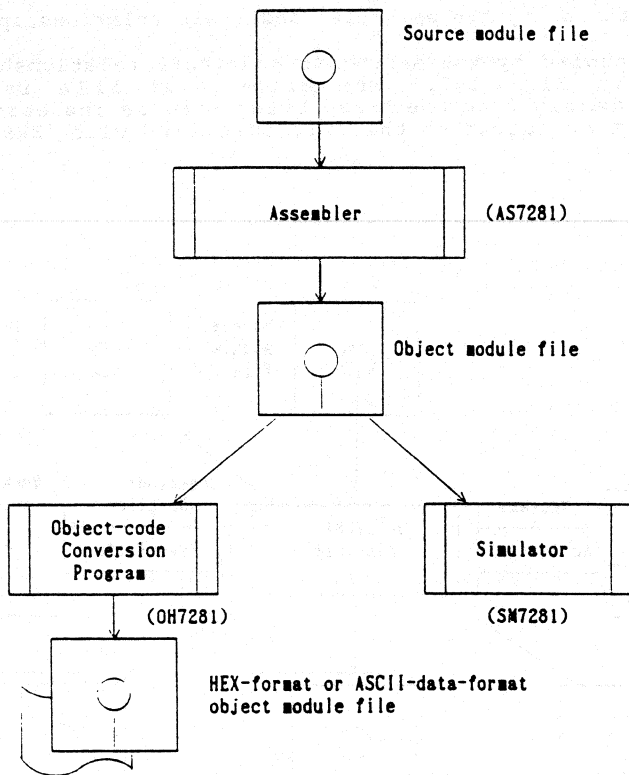 Source module file
Assembler
(AS7281)
Object module file
Object-code
Conversion
Program
(OH7281)
Simulator
(SM7281)
HEX-format or ASCII-data-format
object module file